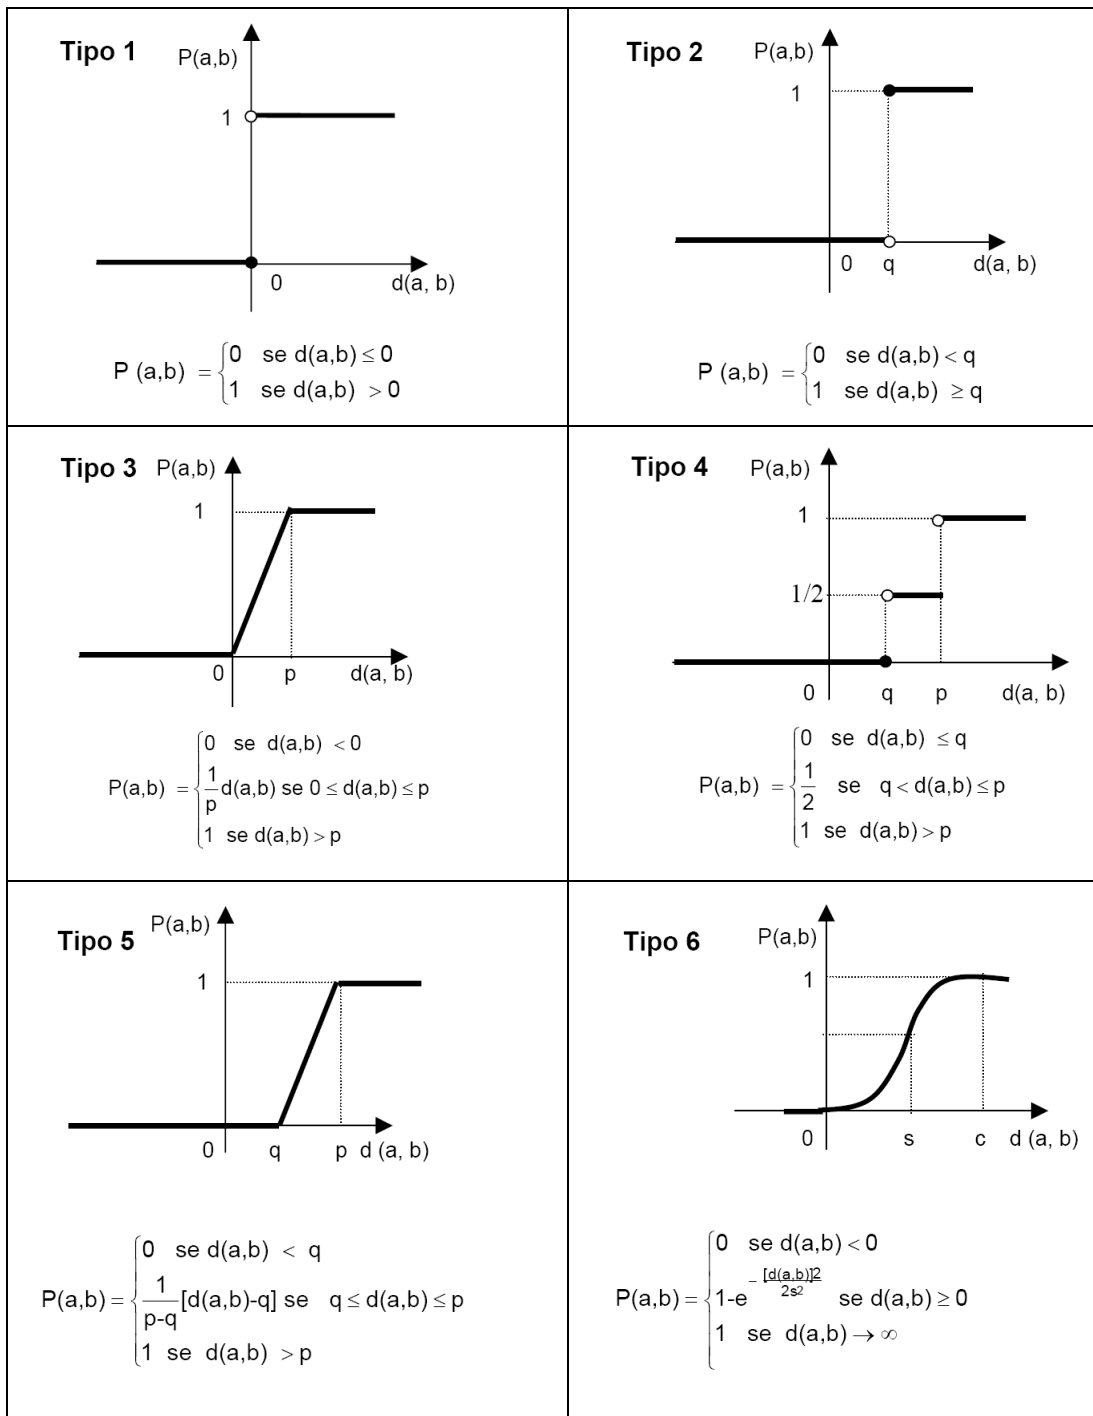 Tipo 1
P(a,b)
1
0
d(a, b)
P (a,b) = {0 se d(a,b) ≤ 0
1 se d(a,b) > 0
Tipo 2
P(a,b)
1
0 q d(a, b)
P (a,b) = {0 se d(a,b) < q
1 se d(a,b) ≥ q
Tipo 3
P(a,b)
1
0 p d(a, b)
P(a,b) = {0 se d(a,b) < 0
1/p d(a,b) se 0 ≤ d(a,b) ≤ p
1 se d(a,b) > p
Tipo 4
P(a,b)
1
1/2
0 q p d(a, b)
P(a,b) = {0 se d(a,b) ≤ q
1/2 se q < d(a,b) ≤ p
1 se d(a,b) > p
Tipo 5
P(a,b)
1
0 q p d (a, b)
P(a,b) = {0 se d(a,b) < q
1/p-q [d(a,b)-q] se q ≤ d(a,b) ≤ p
1 se d(a,b) > p
Tipo 6
P(a,b)
1
0 s c d (a, b)
P(a,b) = {0 se d(a,b) < 0
1-e - [d(a,b)]2/2s2 se d(a,b) ≥ 0
1 se d(a,b) → ∞